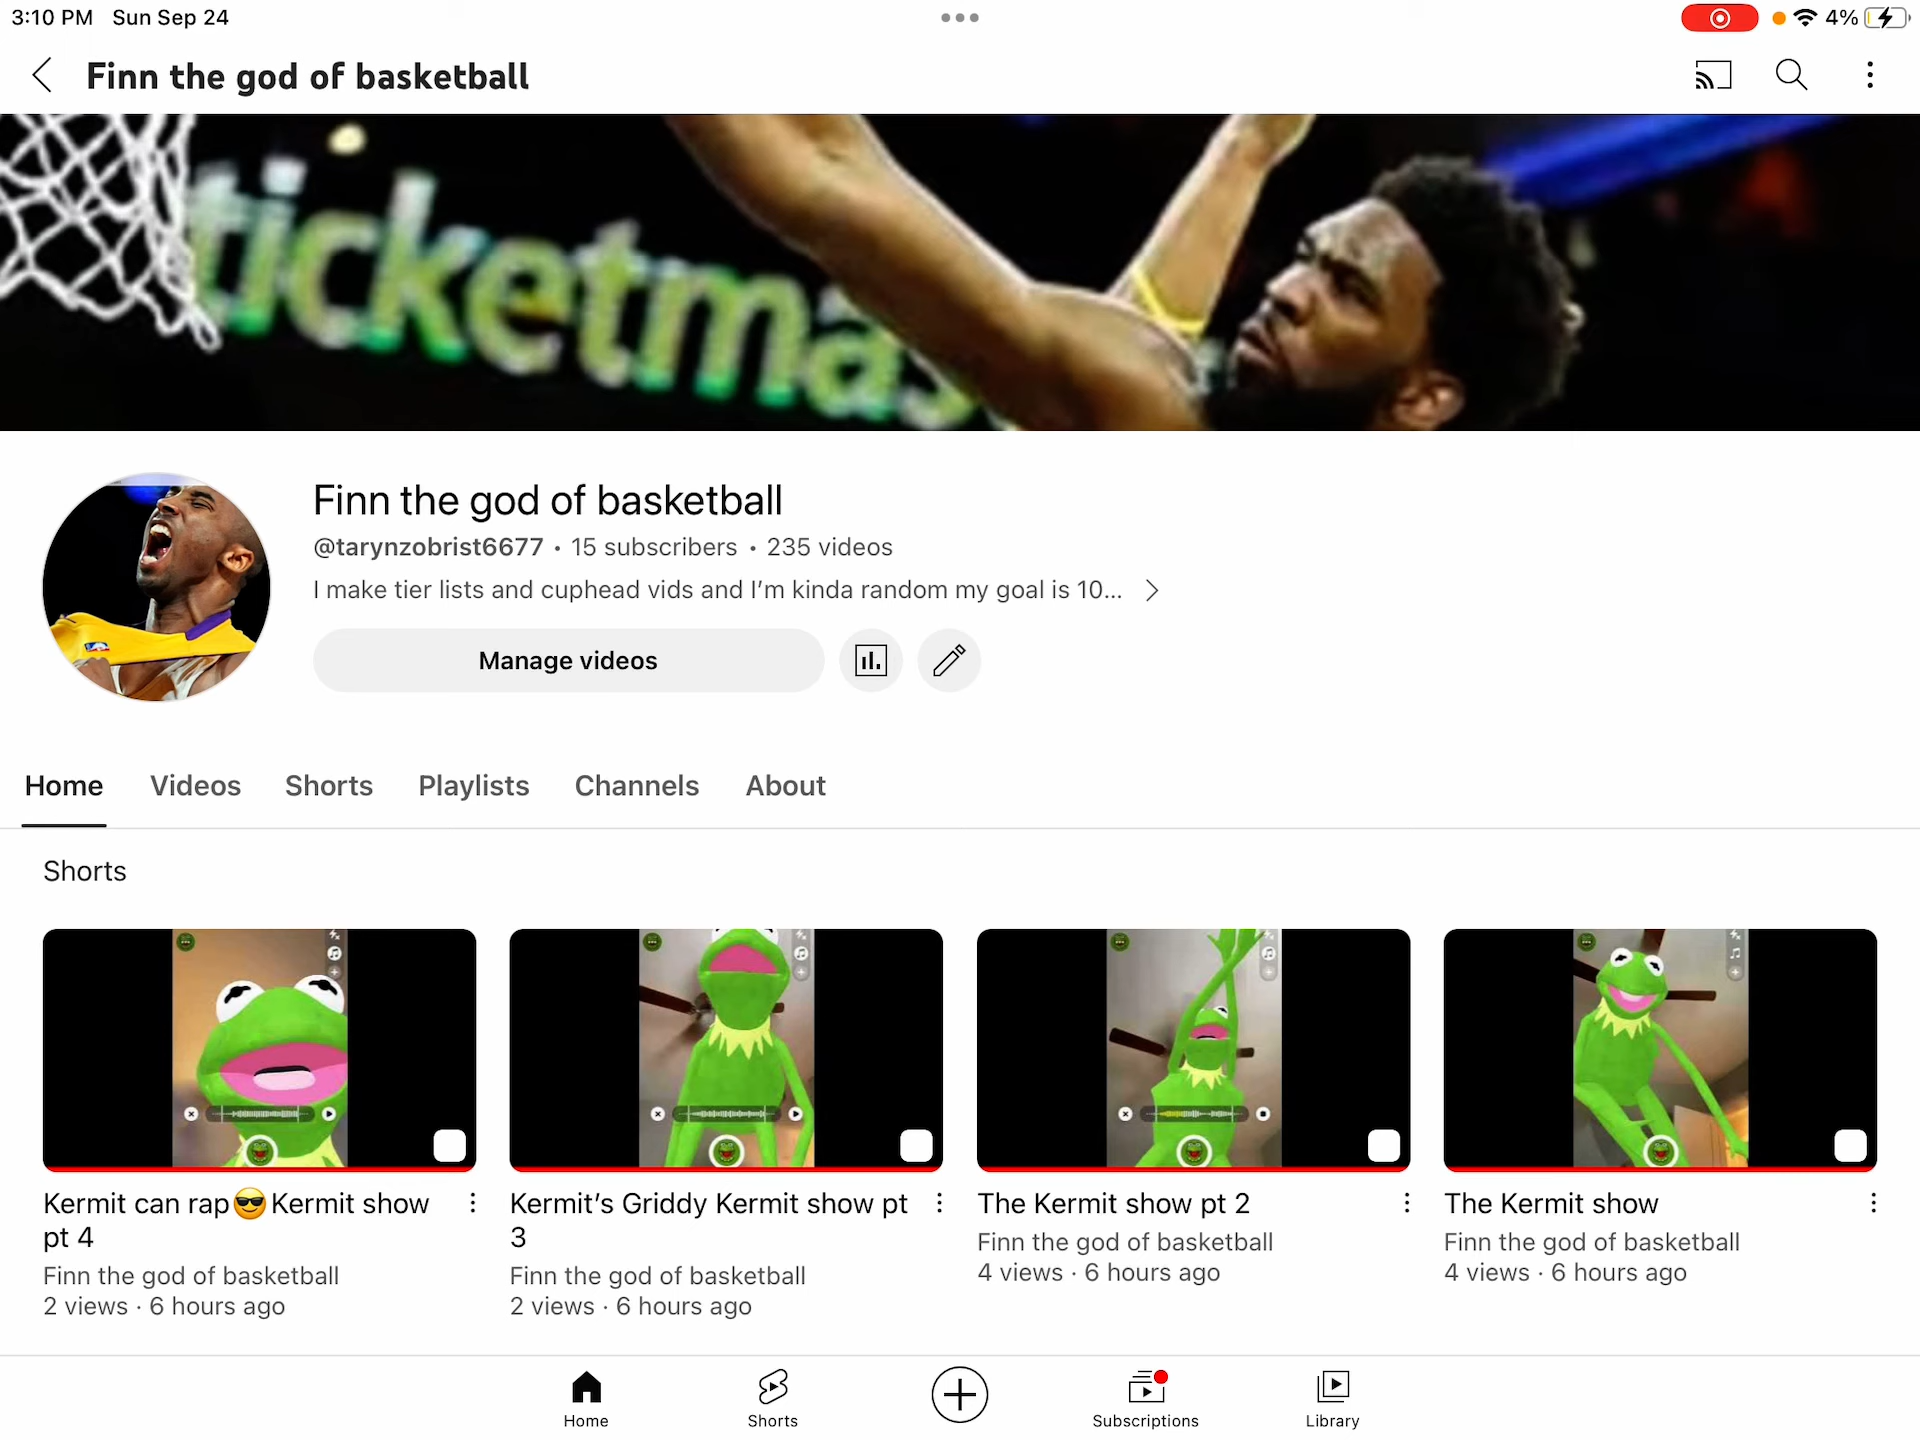 3:10 PM Sun Sep 24
4%
Finn the god of basketball
ticketmas
Finn the god of basketball
@tarynzobrist6677 • 15 subscribers • 235 videos
I make tier lists and cuphead vids and I’m kinda random my goal is 10...
Manage videos
Home Videos Shorts Playlists Channels About
Shorts
Kermit can rap😎Kermit show
pt 4
Finn the god of basketball
2 views · 6 hours ago
Kermit’s Griddy Kermit show pt
3
Finn the god of basketball
2 views · 6 hours ago
The Kermit show pt 2
Finn the god of basketball
4 views · 6 hours ago
The Kermit show
Finn the god of basketball
4 views · 6 hours ago
Home Shorts Subscriptions Library